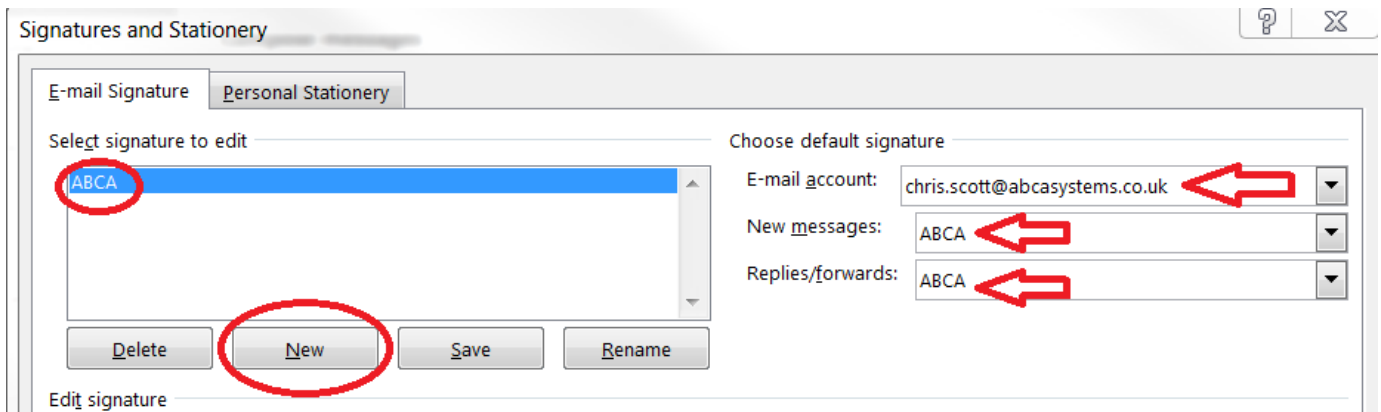 Signatures and Stationery
E-mail Signature
Personal Stationery
Select signature to edit
ABCA
Delete
New
Save
Rename
Choose default signature
E-mail account: chris.scott@abcasystems.co.uk
New messages: ABCA
Replies/forwards: ABCA
Edit signature